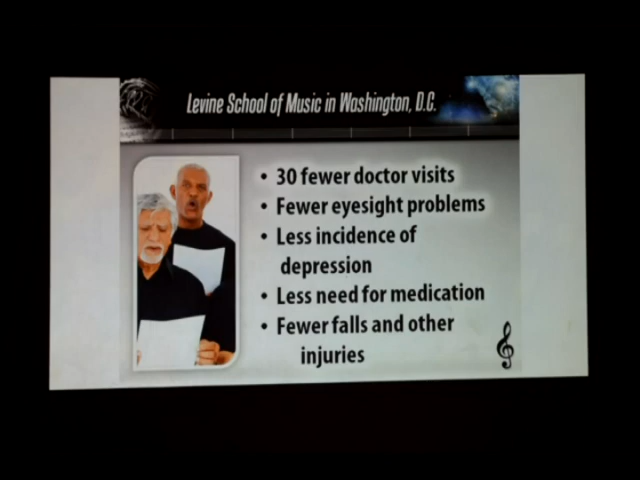 Levine School of Music in Washington, D.C.
• 30 fewer doctor visits
• Fewer eyesight problems
• Less incidence of
depression
• Less need for medication
• Fewer falls and other
injuries